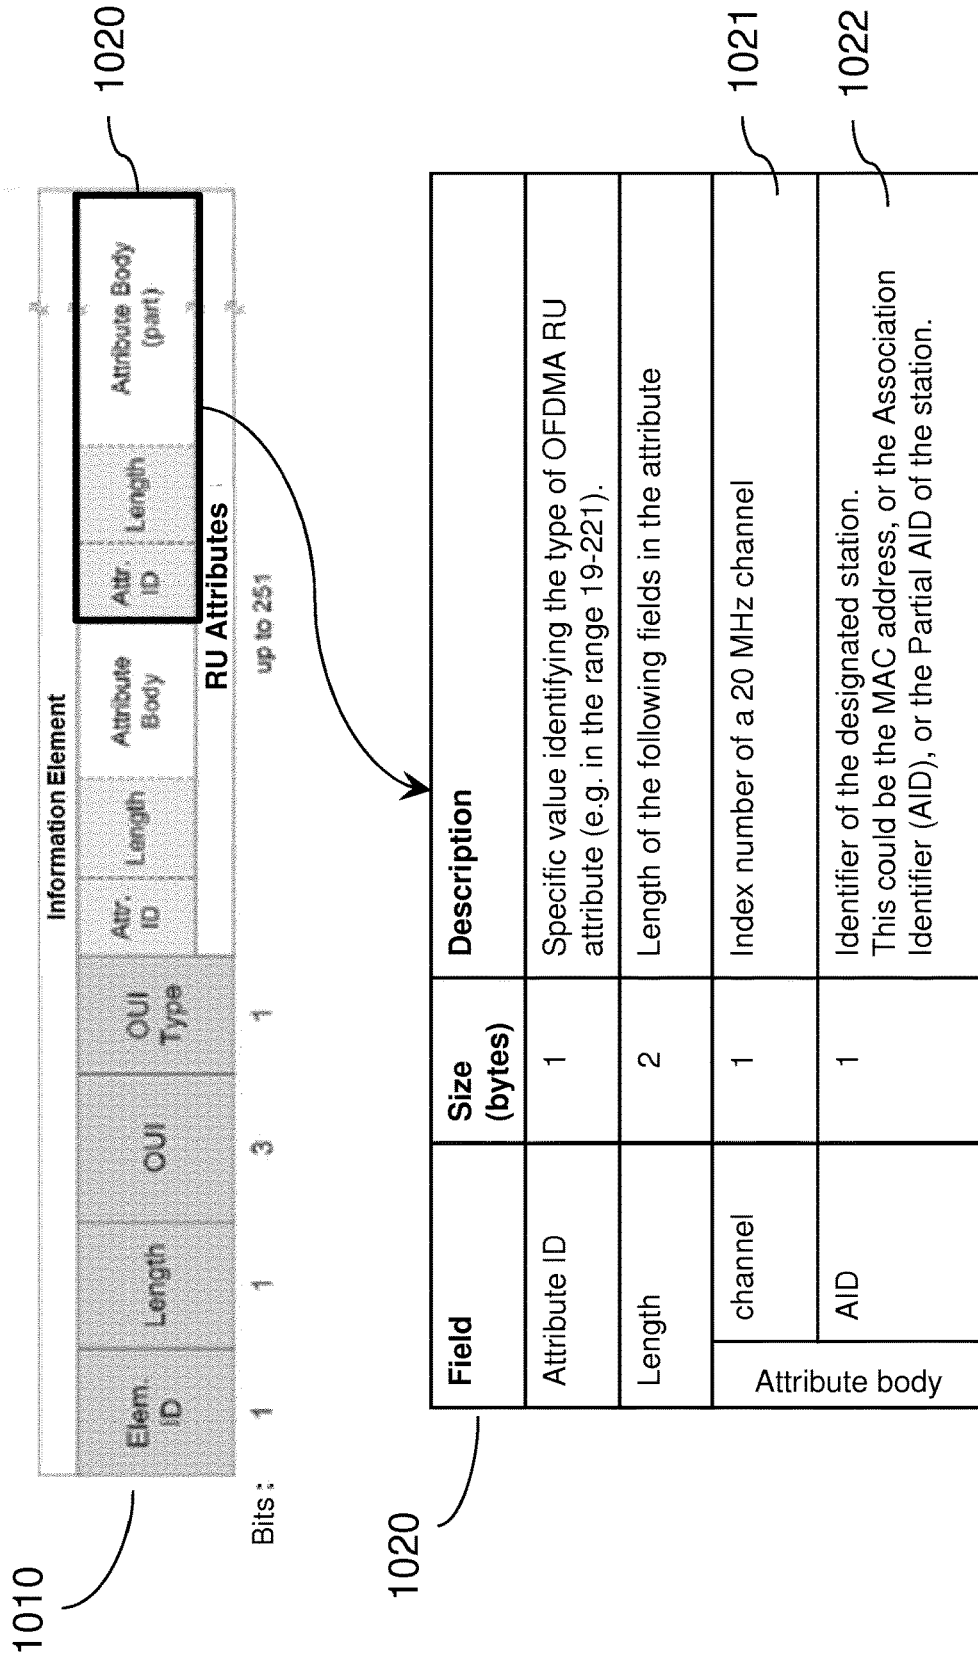 1010
Information Element
1020
Elem. ID
Length
OUI
OUI Type
Attr. ID
Length
Attribute Body
Attr. ID
Length
Attribute Body (part)
RU Attributes
Bits : 1 1 3 1 up to 251
1020
Field Size (bytes) Description
Attribute ID 1 Specific value identifying the type of OFDMA RU
attribute (e.g. in the range 19-221).
Length 2 Length of the following fields in the attribute
Attribute body
channel 1 Index number of a 20 MHz channel
1021
AID 1 Identifier of the designated station.
This could be the MAC address, or the Association
Identifier (AID), or the Partial AID of the station.
1022